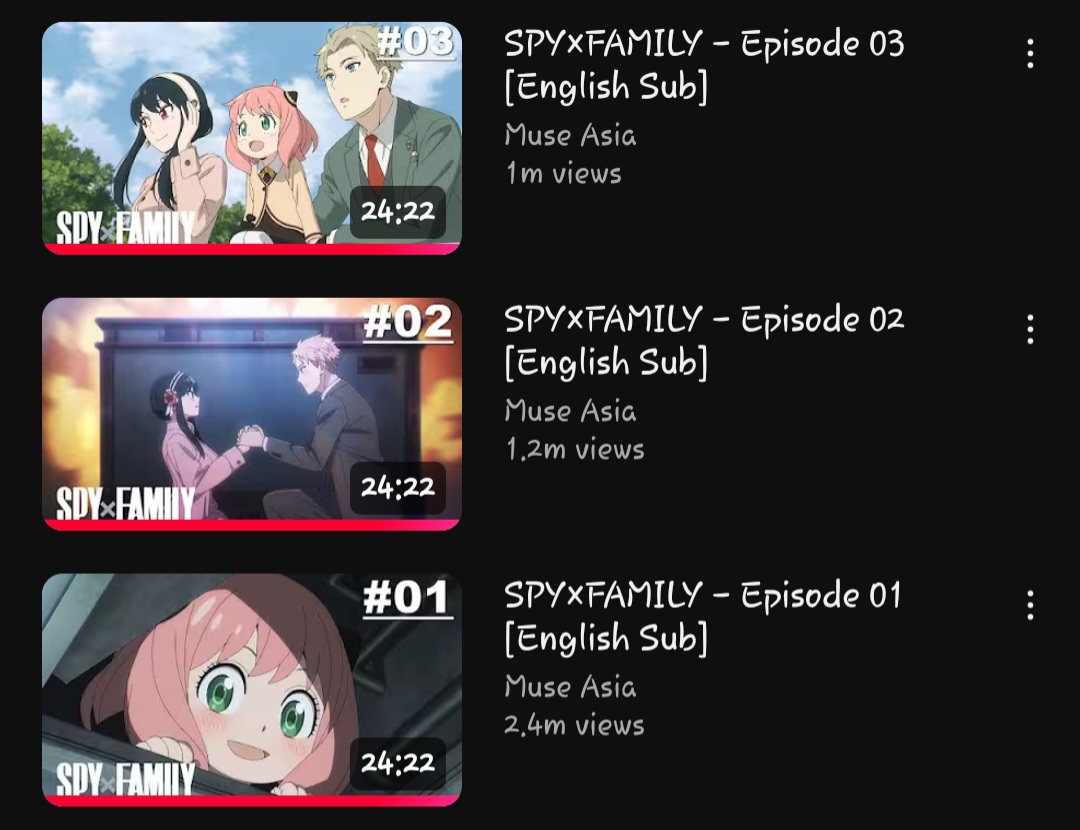 #03
SPY×FAMILY
24:22
SPY×FAMILY - Episode 03
[English Sub]
Muse Asia
1m views
#02
SPY×FAMILY
24:22
SPY×FAMILY - Episode 02
[English Sub]
Muse Asia
1.2m views
#01
SPY×FAMILY
24:22
SPY×FAMILY - Episode 01
[English Sub]
Muse Asia
2.4m views